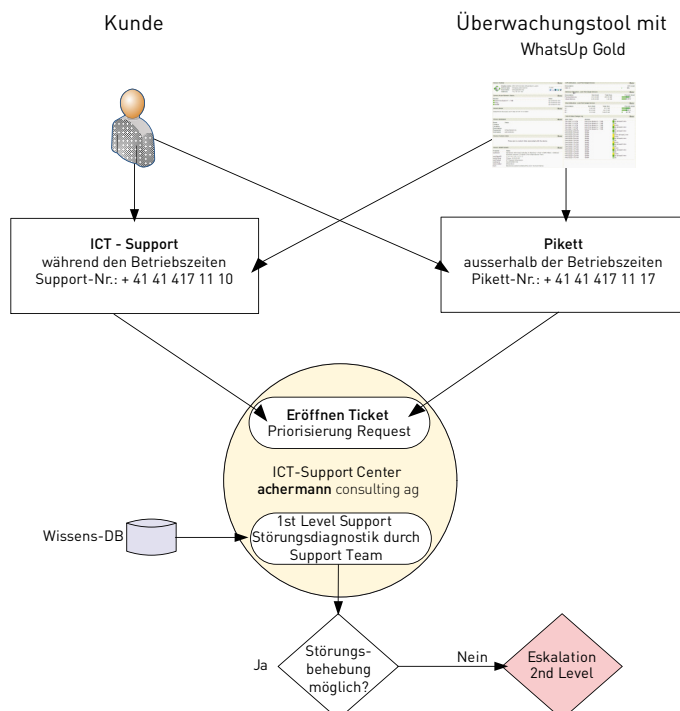 Kunde
Überwachungstool mit
WhatsUp Gold
ICT - Support
während den Betriebszeiten
Support-Nr.: + 41 41 417 11 10
Pikett
ausserhalb der Betriebszeiten
Pikett-Nr.: + 41 41 417 11 17
Eröffnen Ticket
Priorisierung Request
ICT-Support Center
achermann consulting ag
1st Level Support
Störungsdiagnostik durch
Support Team
Wissens-DB
Ja
Störungs-
behebung
möglich?
Nein
Eskalation
2nd Level